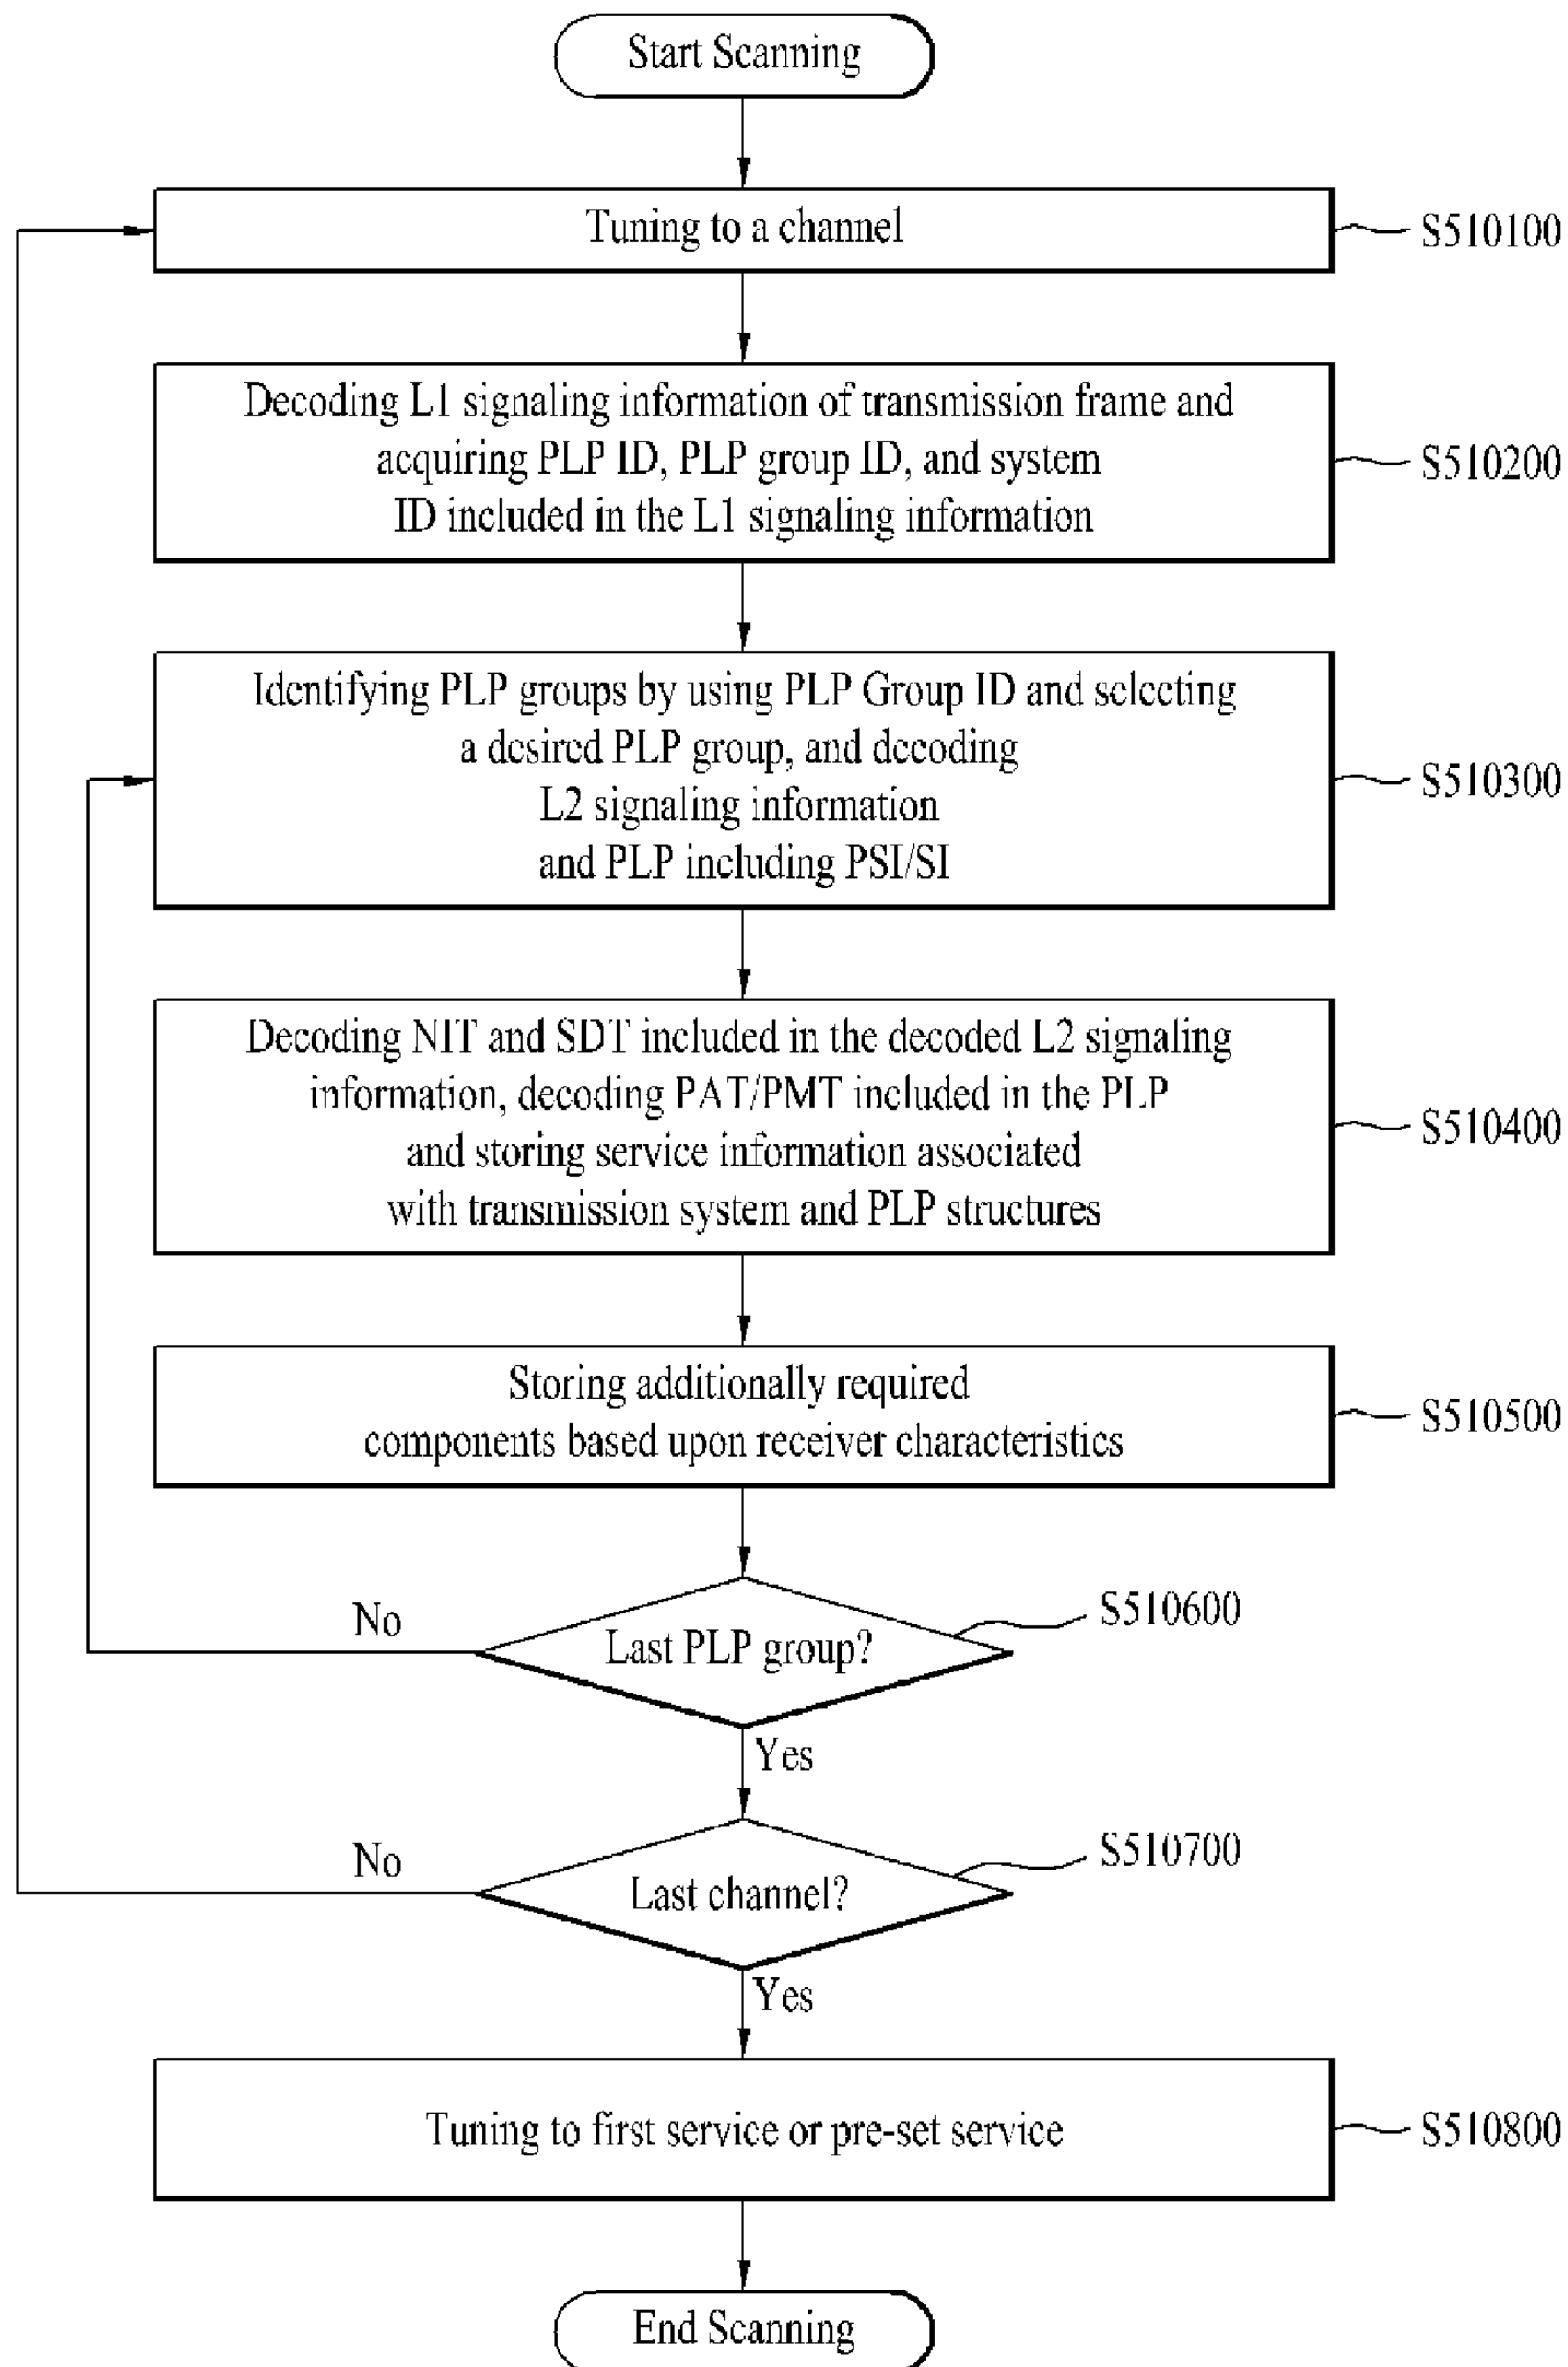 Start Scanning
Tuning to a channel
S510100
Decoding L1 signaling information of transmission frame and
acquiring PLP ID, PLP group ID, and system
ID included in the L1 signaling information
S510200
Identifying PLP groups by using PLP Group ID and selecting
a desired PLP group, and decoding
L2 signaling information
and PLP including PSI/SI
S510300
Decoding NIT and SDT included in the decoded L2 signaling
information, decoding PAT/PMT included in the PLP
and storing service information associated
with transmission system and PLP structures
S510400
Storing additionally required
components based upon receiver characteristics
S510500
Last PLP group?
S510600
No
Yes
Last channel?
S510700
No
Yes
Tuning to first service or pre-set service
S510800
End Scanning